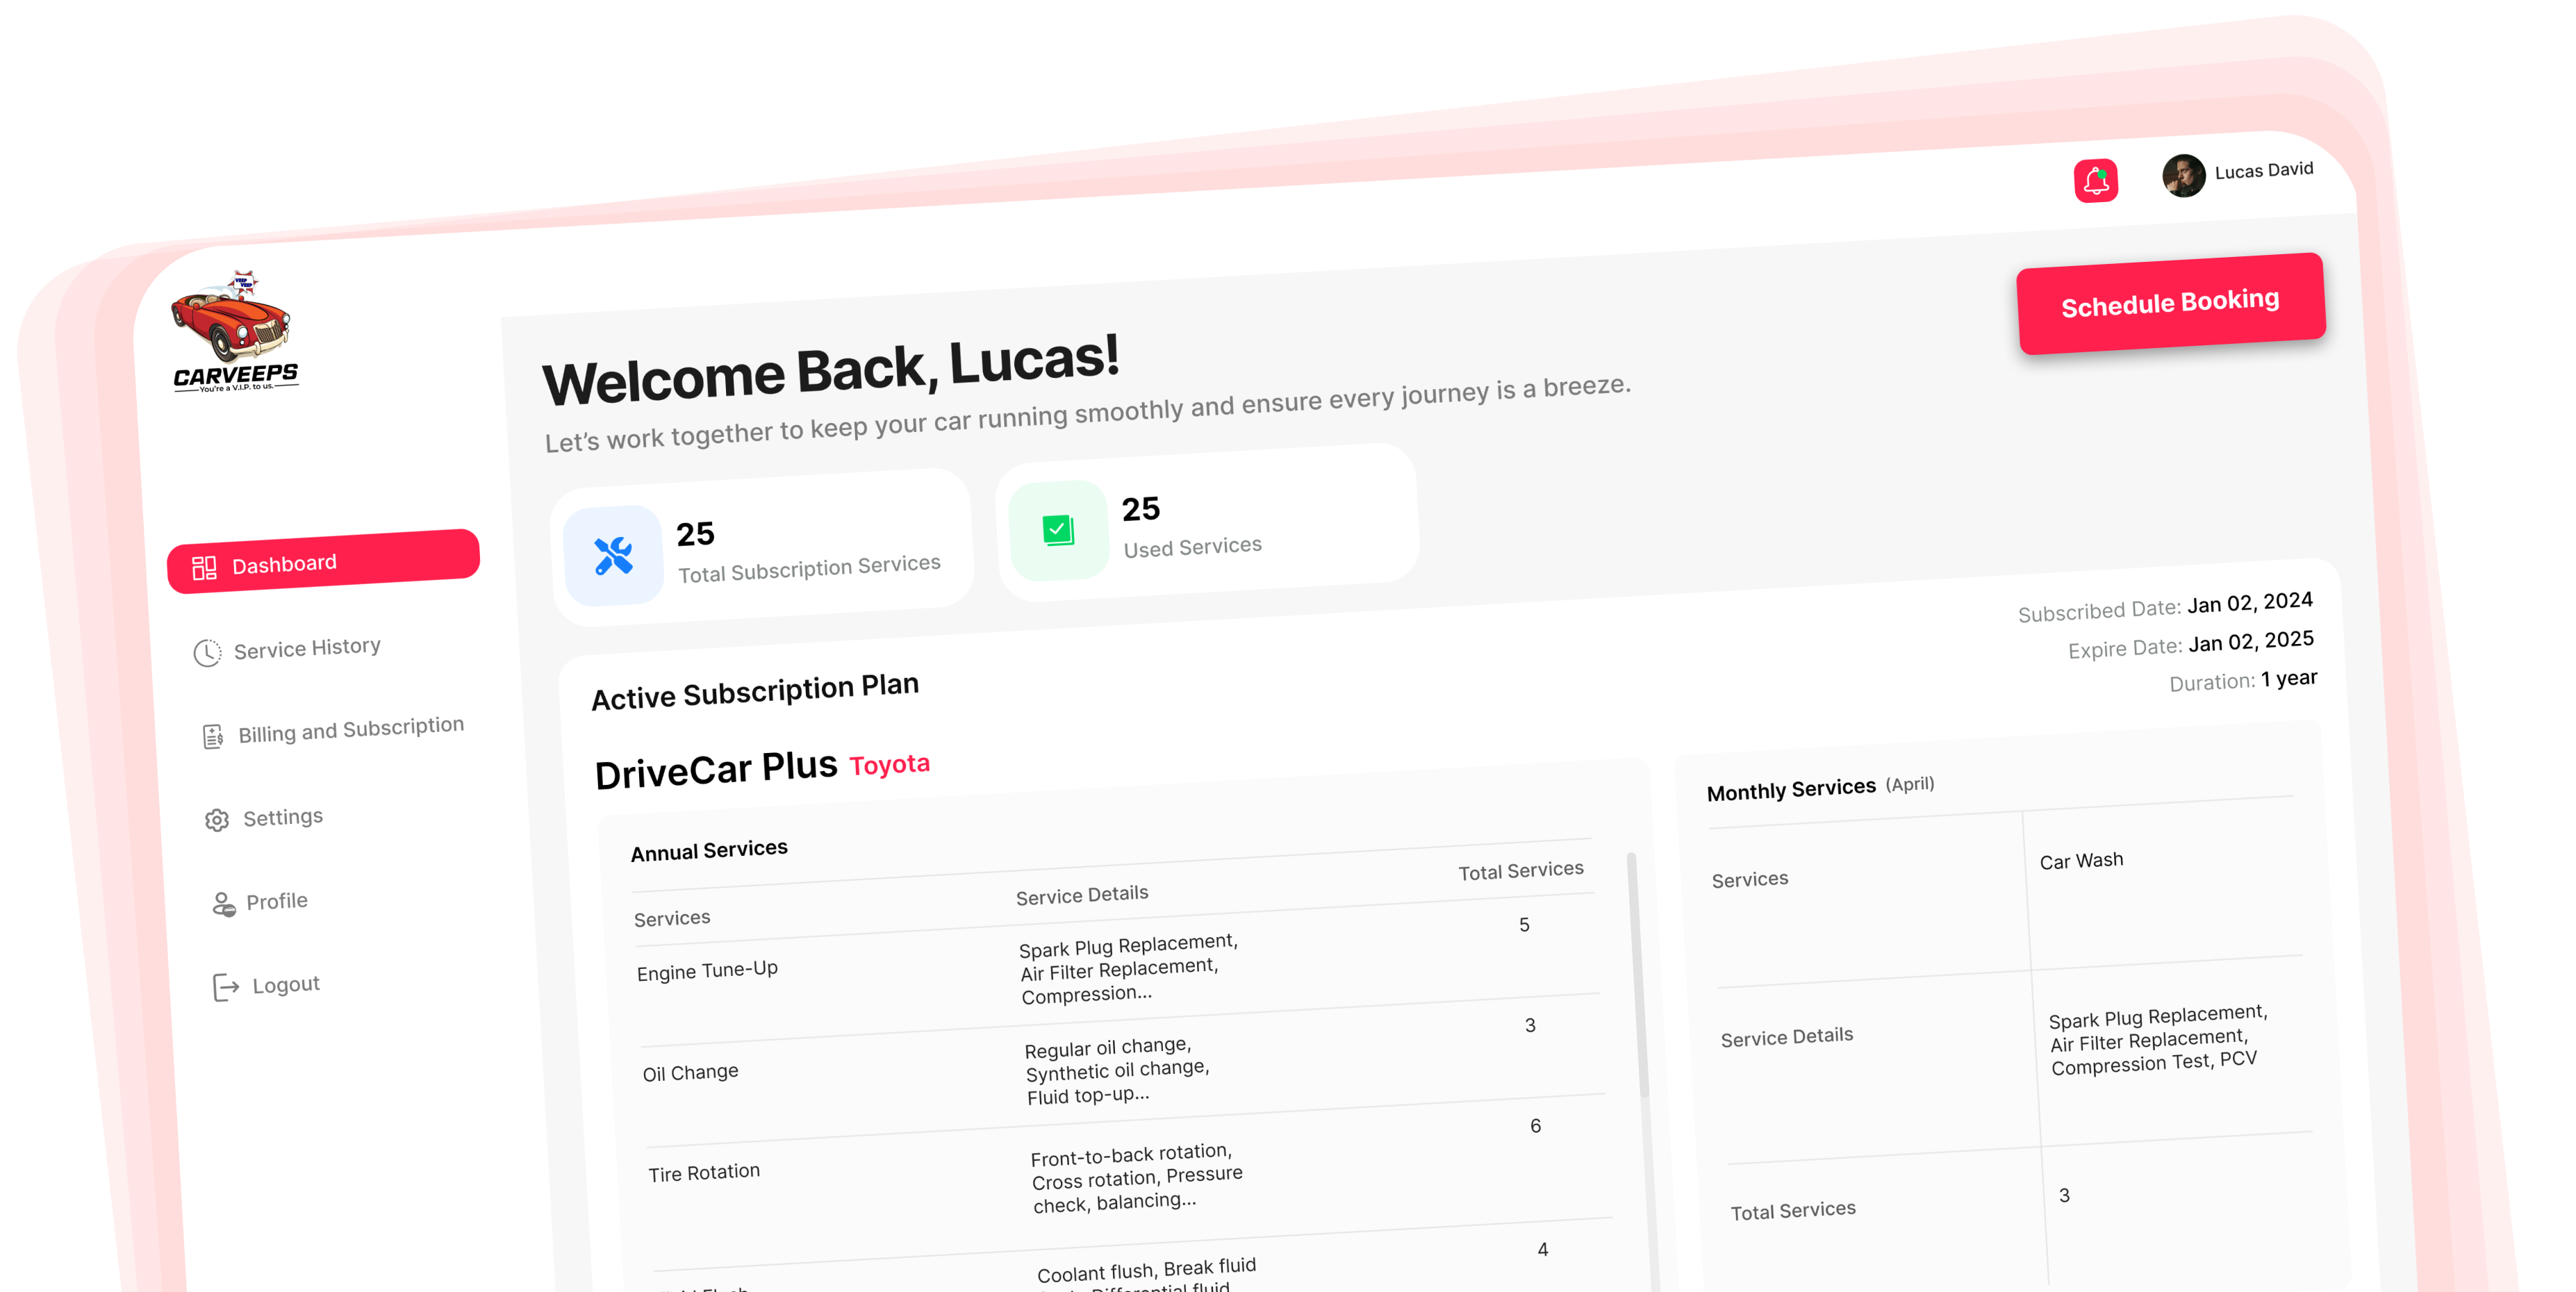 Lucas David
VEEP
VEEP
CARVEEPS
You're a V.I.P. to us.
Dashboard
Service History
Billing and Subscription
Settings
Profile
Logout
Schedule Booking
Welcome Back, Lucas!
Let's work together to keep your car running smoothly and ensure every journey is a breeze.
25
Total Subscription Services
25
Used Services
Active Subscription Plan
Subscribed Date: Jan 02, 2024
Expire Date: Jan 02, 2025
Duration: 1 year
DriveCar Plus Toyota
Annual Services
Services Service Details Total Services
Engine Tune-Up
Spark Plug Replacement,
Air Filter Replacement,
Compression...
5
Oil Change
Regular oil change,
Synthetic oil change,
Fluid top-up...
3
Tire Rotation
Front-to-back rotation,
Cross rotation, Pressure
check, balancing...
6
Coolant flush, Break fluid
Differential fluid
4
Monthly Services (April)
Services Car Wash
Service Details
Spark Plug Replacement,
Air Filter Replacement,
Compression Test, PCV
Total Services 3